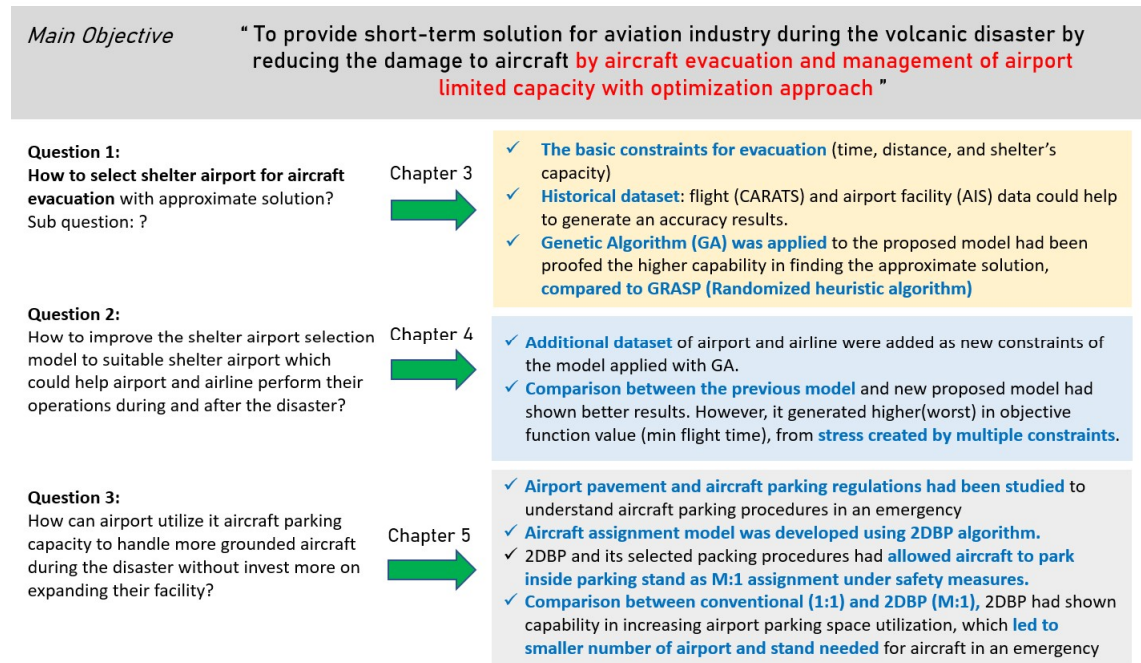 Main Objective
“ To provide short-term solution for aviation industry during the volcanic disaster by
reducing the damage to aircraft by aircraft evacuation and management of airport
limited capacity with optimization approach ”
Question 1:
How to select shelter airport for aircraft
evacuation with approximate solution?
Sub question: ?
Chapter 3
✓ The basic constraints for evacuation (time, distance, and shelter’s
capacity)
✓ Historical dataset: flight (CARATS) and airport facility (AIS) data could help
to generate an accuracy results.
✓ Genetic Algorithm (GA) was applied to the proposed model had been
proofed the higher capability in finding the approximate solution,
compared to GRASP (Randomized heuristic algorithm)
Question 2:
How to improve the shelter airport selection
model to suitable shelter airport which
could help airport and airline perform their
operations during and after the disaster?
Chapter 4
✓ Additional dataset of airport and airline were added as new constraints of
the model applied with GA.
✓ Comparison between the previous model and new proposed model had
shown better results. However, it generated higher(worst) in objective
function value (min flight time), from stress created by multiple constraints.
Question 3:
How can airport utilize it aircraft parking
capacity to handle more grounded aircraft
during the disaster without invest more on
expanding their facility?
Chapter 5
✓ Airport pavement and aircraft parking regulations had been studied to
understand aircraft parking procedures in an emergency
✓ Aircraft assignment model was developed using 2DBP algorithm.
✓ 2DBP and its selected packing procedures had allowed aircraft to park
inside parking stand as M:1 assignment under safety measures.
✓ Comparison between conventional (1:1) and 2DBP (M:1), 2DBP had shown
capability in increasing airport parking space utilization, which led to
smaller number of airport and stand needed for aircraft in an emergency